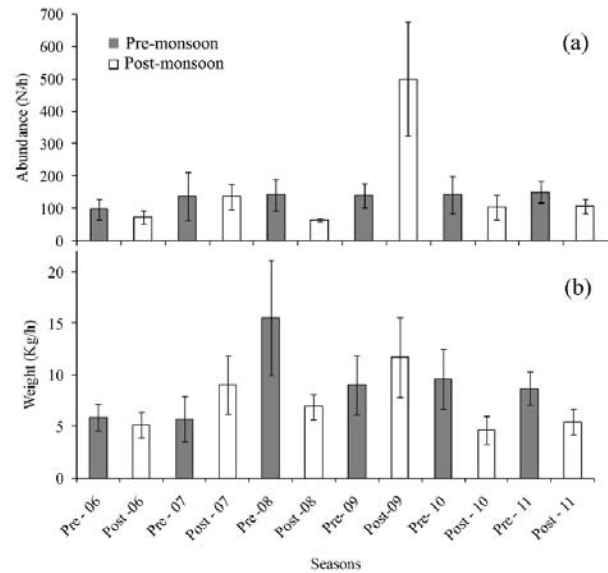 700
(a)
Pre-monsoon
600
Post-monsoon
500
400
300
200
100
0
Abundance (N/h)
(b)
20
15
10
5
0
Weight (Kg/h)
Pre - 06
Post -06
Pre - 07
Post - 07
Pre -08
Post -08
Pre- 09
Post-09
Pre- 10
Post - 10
Pre - 11
Post - 11
Seasons